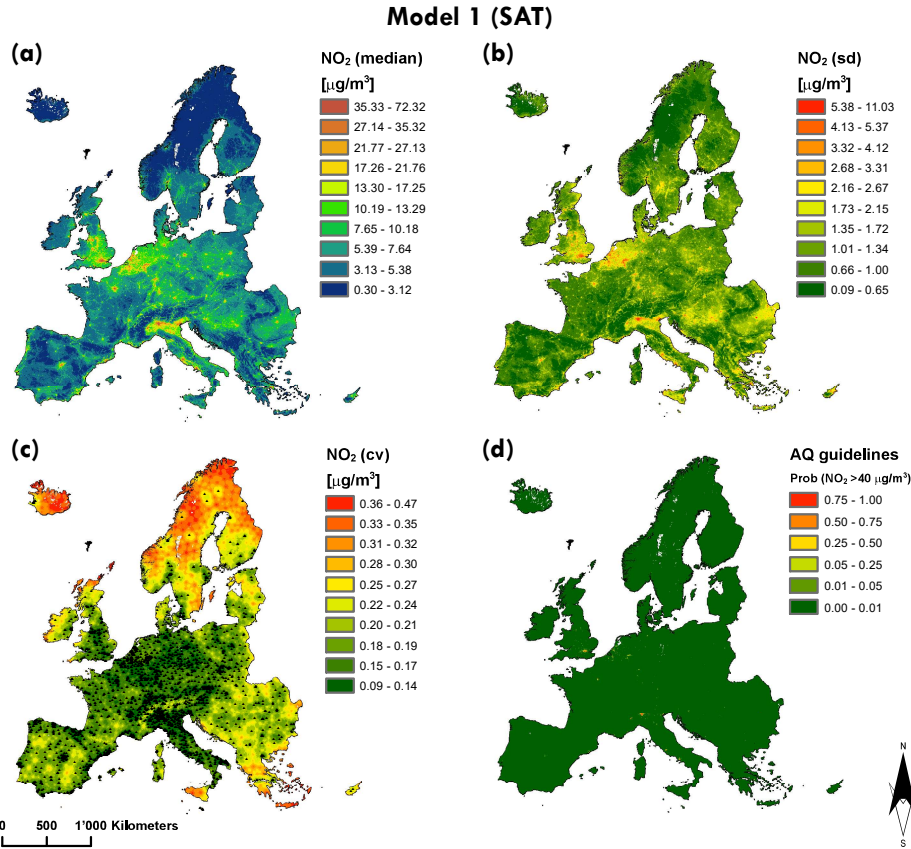 Model 1 (SAT)
(a)
NO₂ (median)
[µg/m³]
35.33 - 72.32
27.14 - 35.32
21.77 - 27.13
17.26 - 21.76
13.30 - 17.25
10.19 - 13.29
7.65 - 10.18
5.39 - 7.64
3.13 - 5.38
0.30 - 3.12
(b)
NO₂ (sd)
[µg/m³]
5.38 - 11.03
4.13 - 5.37
3.32 - 4.12
2.68 - 3.31
2.16 - 2.67
1.73 - 2.15
1.35 - 1.72
1.01 - 1.34
0.66 - 1.00
0.09 - 0.65
(c)
NO₂ (cv)
[µg/m³]
0.36 - 0.47
0.33 - 0.35
0.31 - 0.32
0.28 - 0.30
0.25 - 0.27
0.22 - 0.24
0.20 - 0.21
0.18 - 0.19
0.15 - 0.17
0.09 - 0.14
(d)
AQ guidelines
Prob (NO₂ >40 µg/m³)
0.75 - 1.00
0.50 - 0.75
0.25 - 0.50
0.05 - 0.25
0.01 - 0.05
0.00 - 0.01
0 500 1'000 Kilometers
N
S